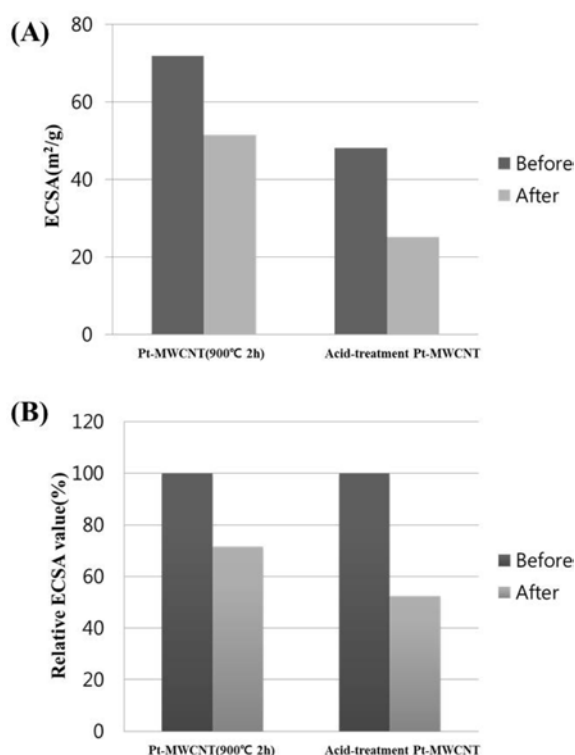 (A)
80
60
40
20
0
ECSA(m²/g)
Before
After
Pt-MWCNT(900℃ 2h) Acid-treatment Pt-MWCNT
(B)
120
100
80
60
40
20
0
Relative ECSA value(%)
Before
After
Pt-MWCNT(900℃ 2h) Acid-treatment Pt-MWCNT